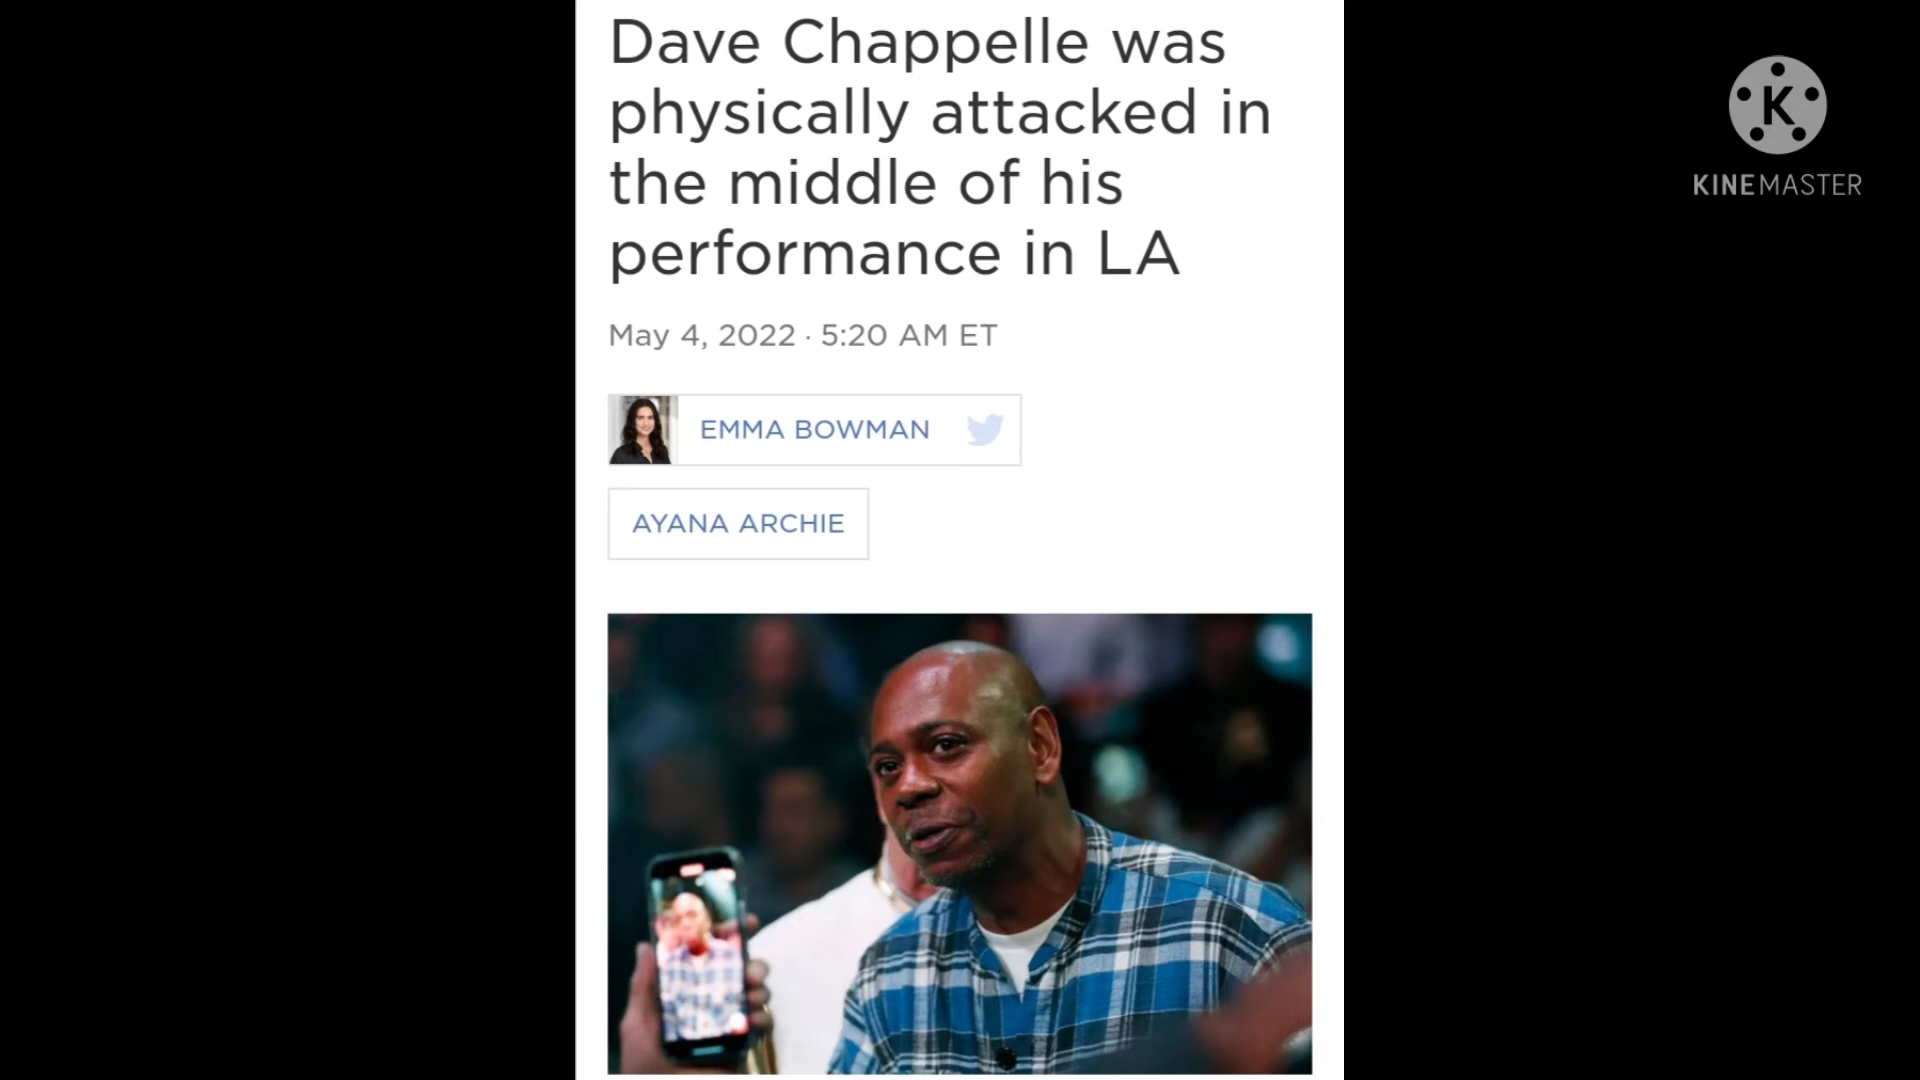 Dave Chappelle was
physically attacked in
the middle of his
performance in LA
May 4, 2022 · 5:20 AM ET
EMMA BOWMAN
AYANA ARCHIE
K
KINEMASTER